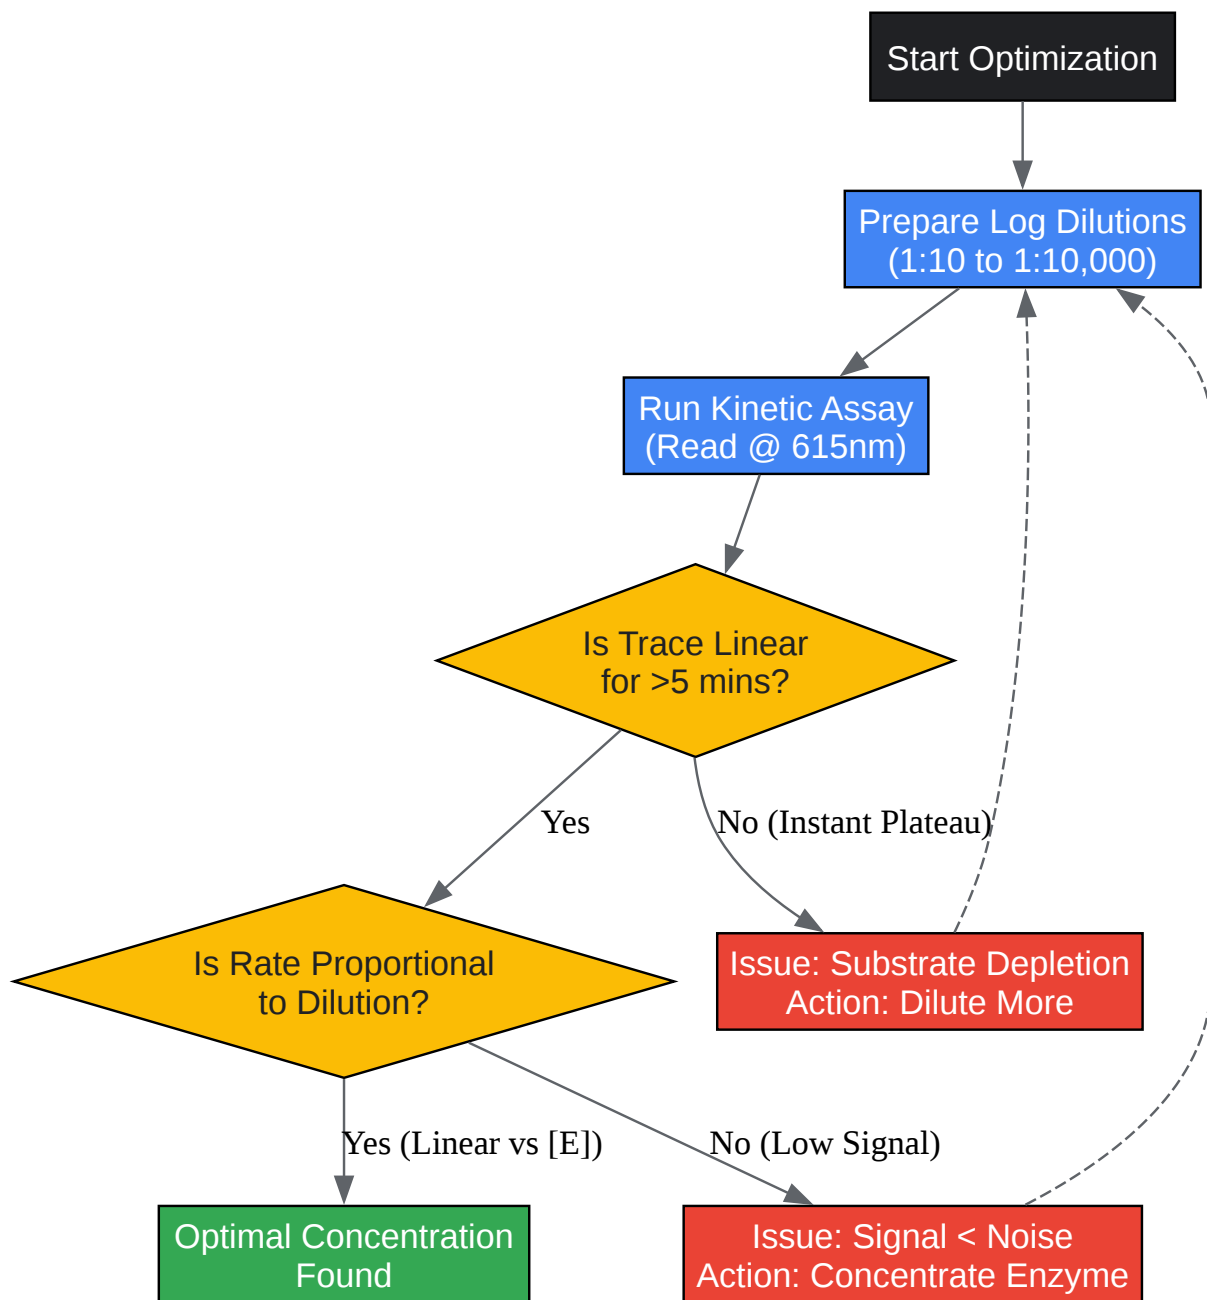 Start Optimization
Prepare Log Dilutions
(1:10 to 1:10,000)
Run Kinetic Assay
(Read @ 615nm)
Is Trace Linear
for >5 mins?
Yes
No (Instant Plateau)
Is Rate Proportional
to Dilution?
Issue: Substrate Depletion
Action: Dilute More
Yes (Linear vs [E])
No (Low Signal)
Optimal Concentration
Found
Issue: Signal < Noise
Action: Concentrate Enzyme